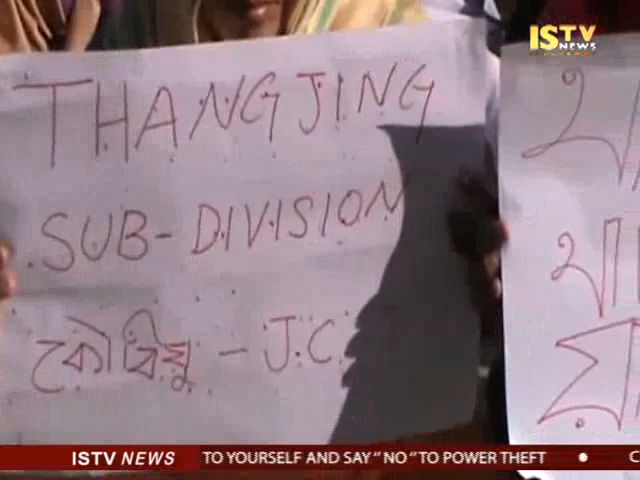 ISTV
NEWS
THANGJING
SUB-DIVISION
কৌবিয়ু - J.C.
থা
থা
য়া
ISTV NEWS TO YOURSELF AND SAY " NO " TO POWER THEFT • C